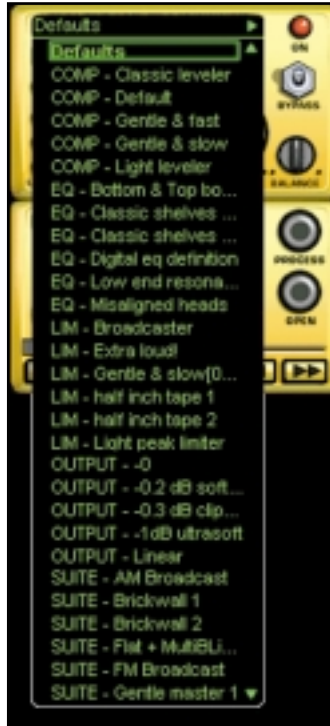 Defaults
ON
Defaults
COMP - Classic leveler
COMP - Default
BYPASS
COMP - Gentle & fast
COMP - Gentle & slow
COMP - Light leveler
BALANCE
EQ - Bottom & Top bo...
EQ - Classic shelves ...
EQ - Classic shelves ...
EQ - Digital eq definition
PROCESS
EQ - Low end resona...
EQ - Misaligned heads
LIM - Broadcaster
OPEN
LIM - Extra loud!
LIM - Gentle & slow[0...
LIM - half inch tape 1
LIM - half inch tape 2
LIM - Light peak limiter
OUTPUT - -0
OUTPUT - -0.2 dB soft...
OUTPUT - -0.3 dB clip...
OUTPUT - -1dB ultrasoft
OUTPUT - Linear
SUITE - AM Broadcast
SUITE - Brickwall 1
SUITE - Brickwall 2
SUITE - Flat + MultiBLi...
SUITE - FM Broadcast
SUITE - Gentle master 1